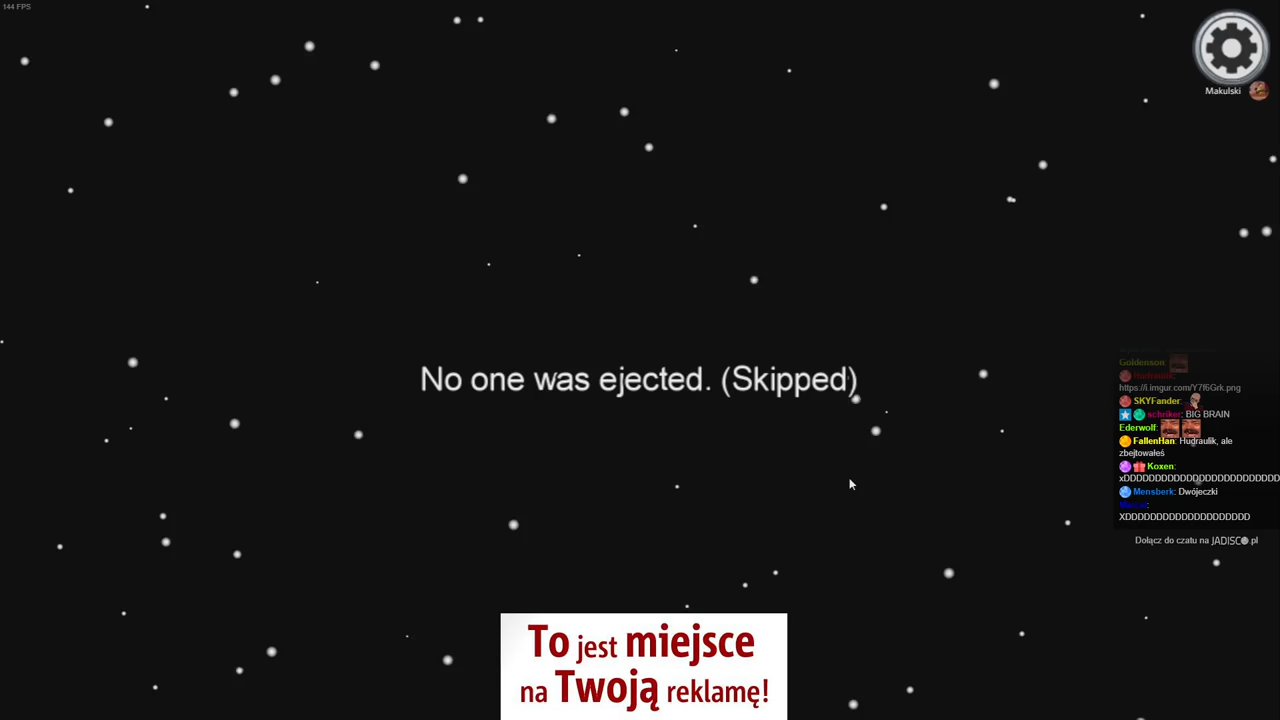 144 FPS
Makulski
No one was ejected. (Skipped)
Goldenson:
https://i.imgur.com/Y7f6Grk.png
SKYFander:
schriker: BIG BRAIN
Ederwolf:
FallenHan: Hudraulik, ale
zbejtowałeś
Koxen:
xDDDDDDDDDDDDDDDDDDDDDDDDD
Mensberk: Dwójeczki
XDDDDDDDDDDDDDDDDDDDD
Dołącz do czatu na JADISCO.pl
To jest miejsce
na Twoją reklamę!